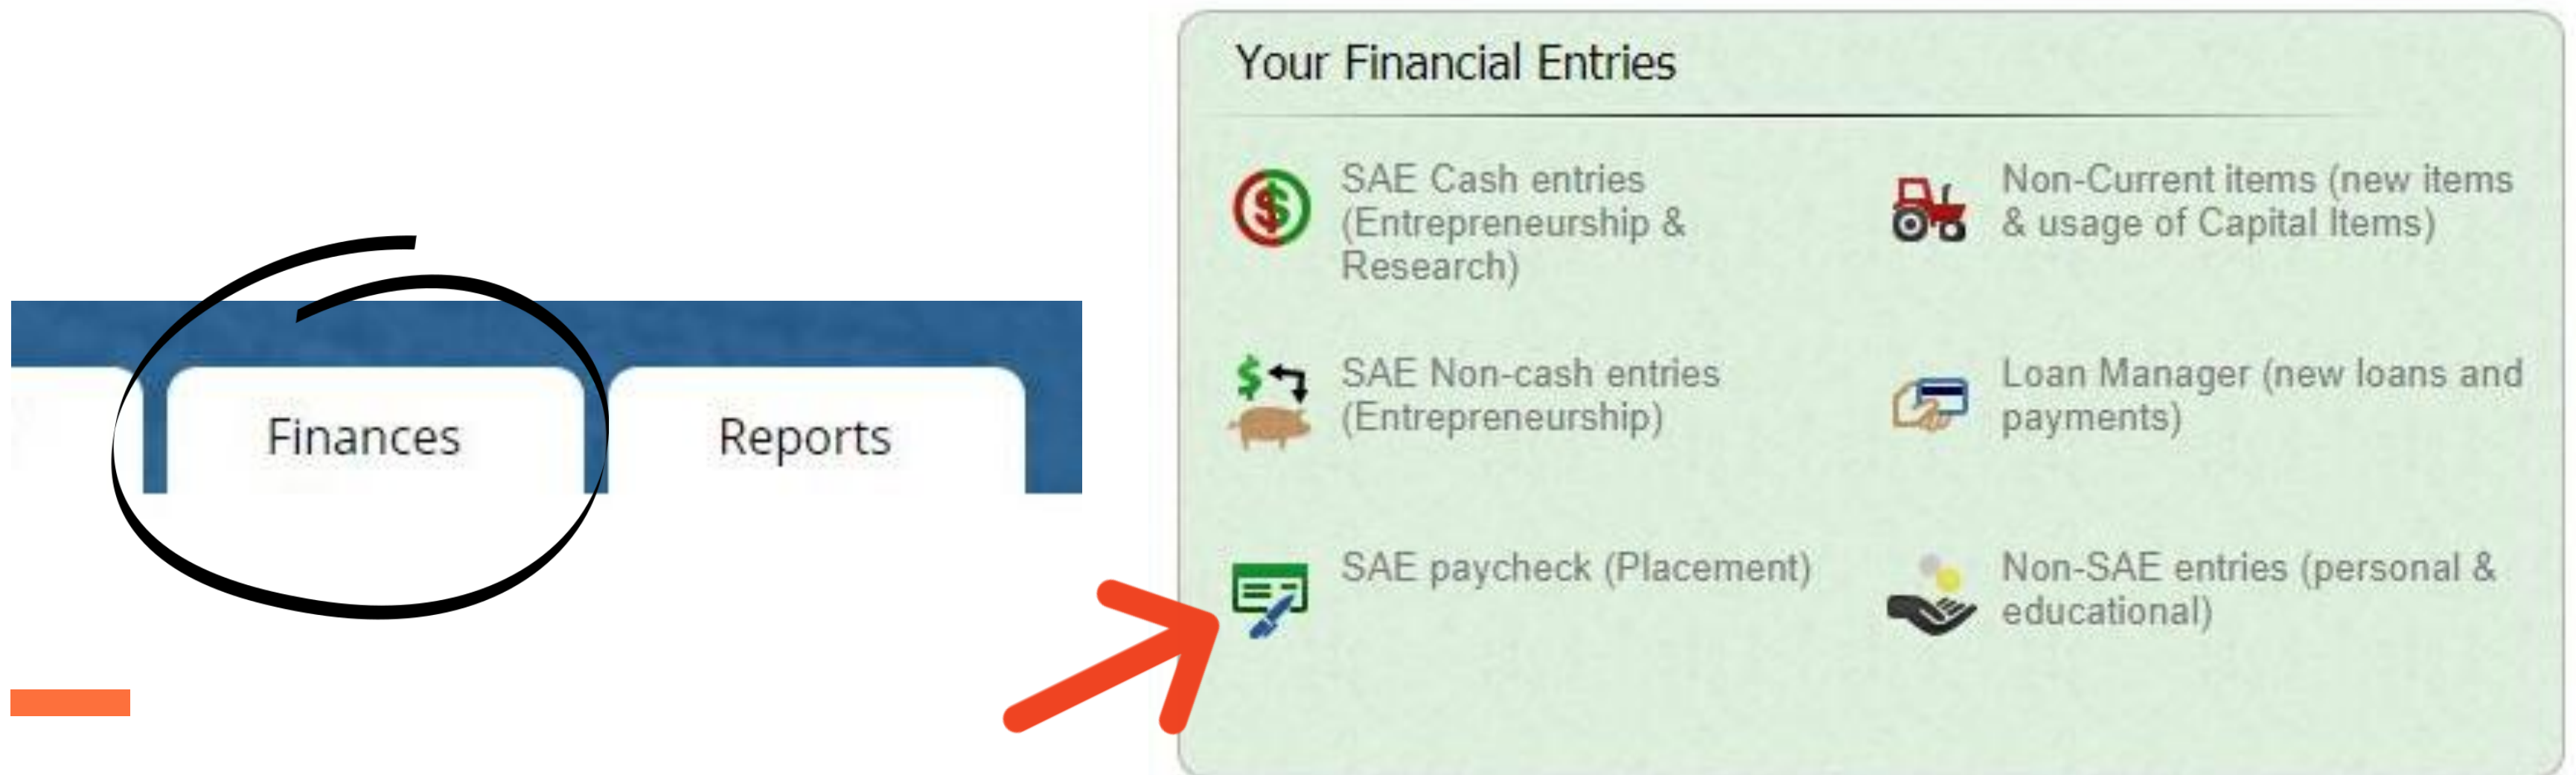 Finances
Reports
Your Financial Entries
SAE Cash entries
(Entrepreneurship &
Research)
Non-Current items (new items
& usage of Capital Items)
SAE Non-cash entries
(Entrepreneurship)
Loan Manager (new loans and
payments)
SAE paycheck (Placement)
Non-SAE entries (personal &
educational)